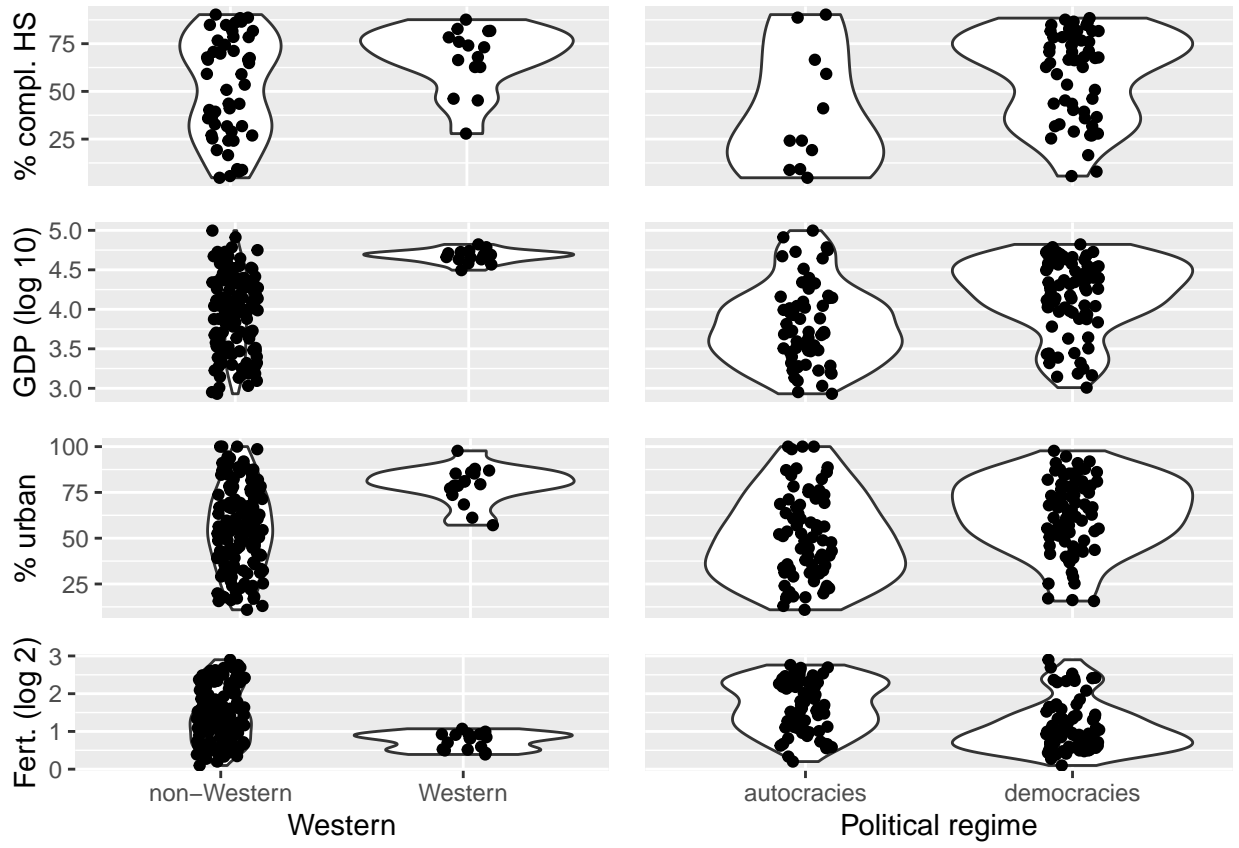 % compl. HS
75
50
25
GDP (log 10)
5.0
4.5
4.0
3.5
3.0
% urban
100
75
50
25
Fert. (log 2)
3
2
1
0
non−Western
Western
autocracies
democracies
Western
Political regime